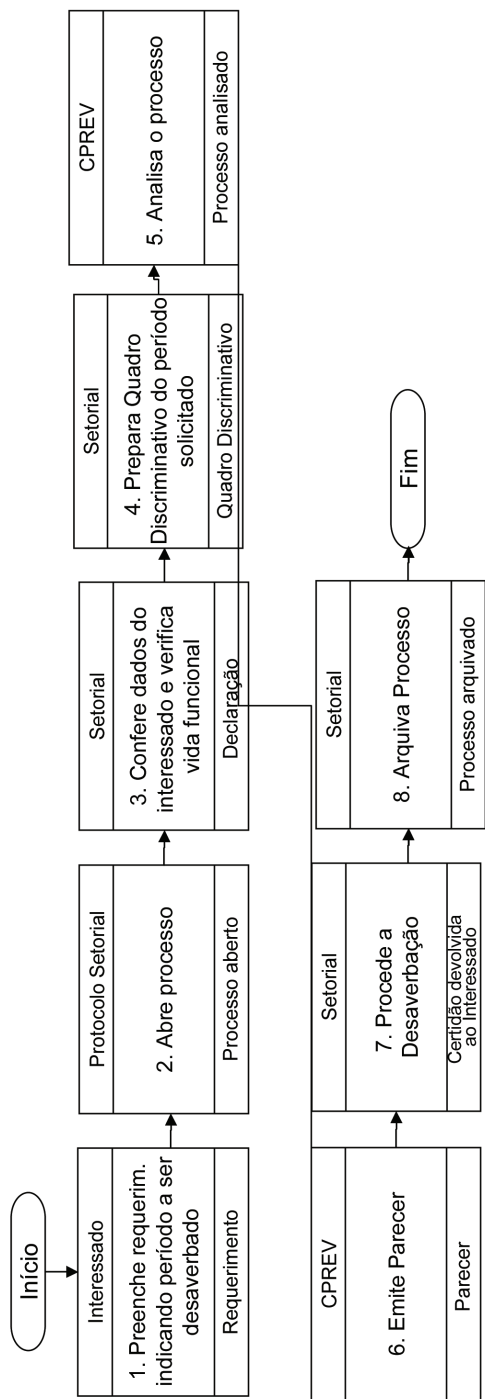 Início
Interessado
1. Preenche requerim.
indicando período a ser
desaverbado
Requerimento
Protocolo Setorial
2. Abre processo
Processo aberto
Setorial
3. Confere dados do
interessado e verifica
vida funcional
Declaração
Setorial
4. Prepara Quadro
Discriminativo do período
solicitado
Quadro Discriminativo
CPREV
5. Analisa o processo
Processo analisado
CPREV
6. Emite Parecer
Parecer
Setorial
7. Procede a
Desaverbação
Certidão devolvida
ao Interessado
Setorial
8. Arquiva Processo
Processo arquivado
Fim